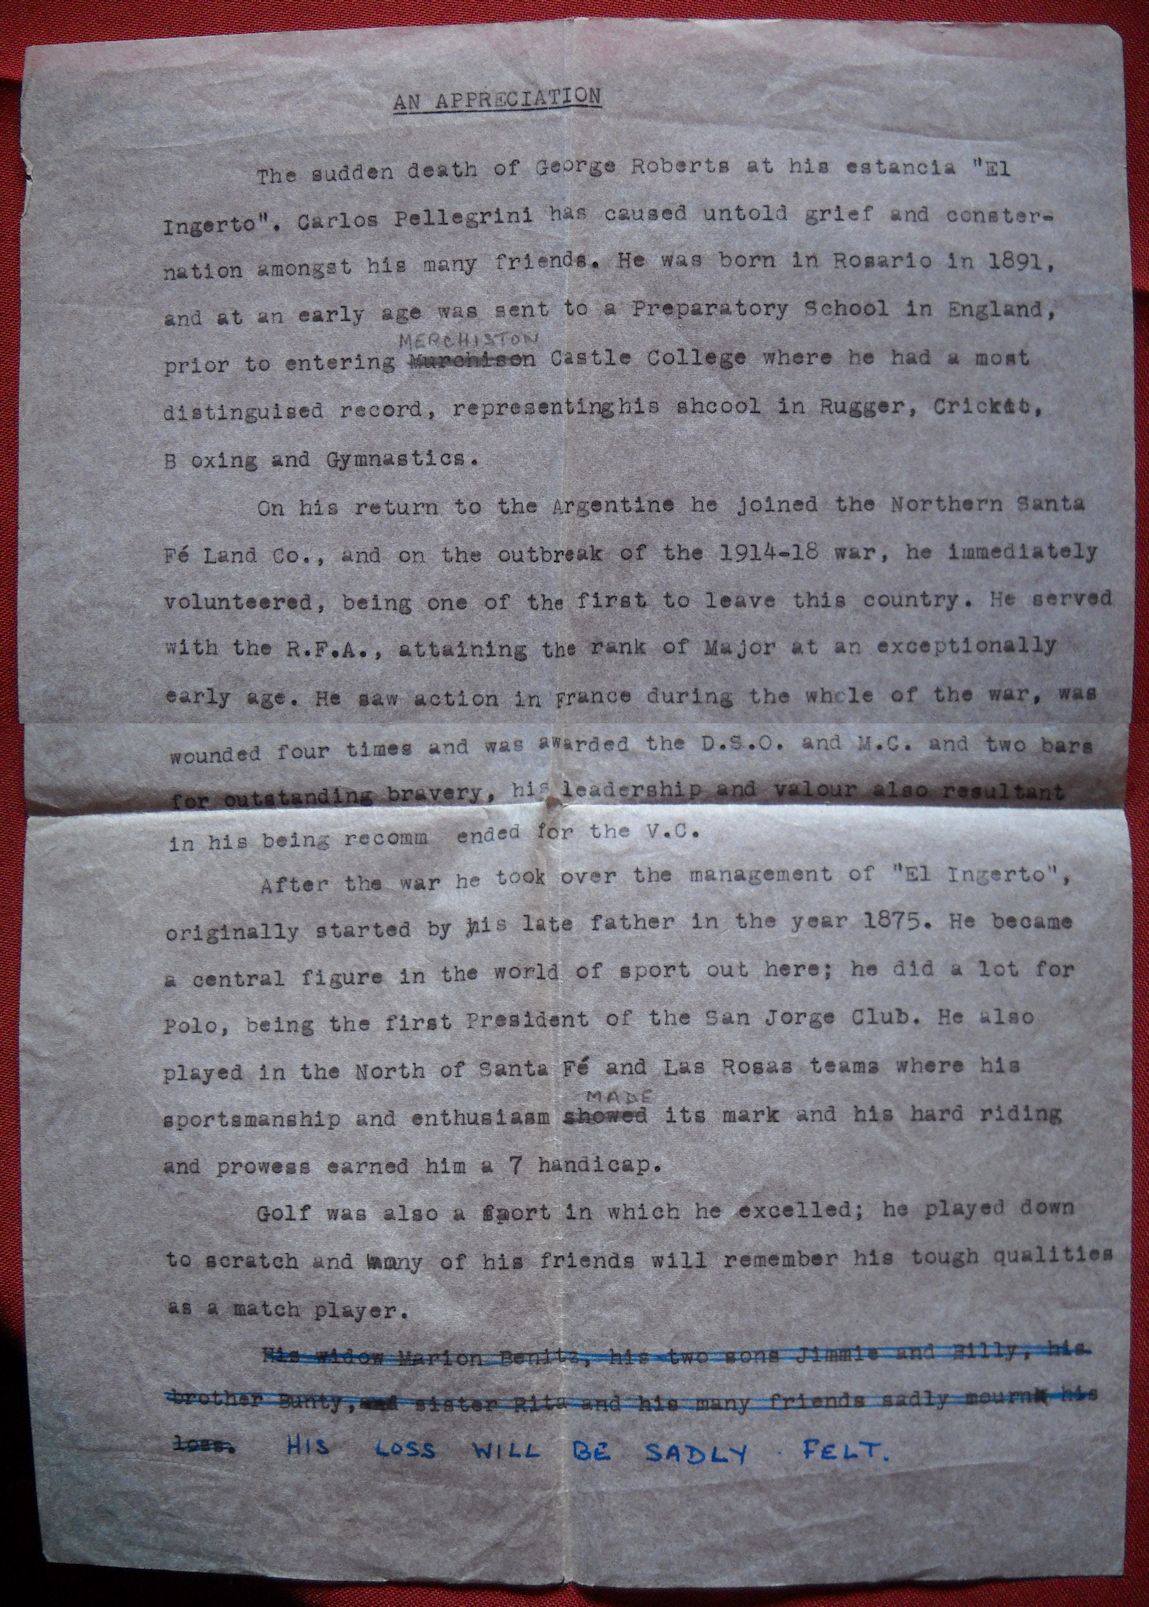 AN APPRECIATION
The sudden death of George Roberts at his estancia "El
Ingerto". Carlos Pellegrini has caused untold grief and conster-
nation amongst his many friends. He was born in Rosario in 1891,
and at an early age was sent to a Preparatory School in England,
MERCHISTON
prior to entering Murchison Castle College where he had a most
distinguised record, representinghis shcool in Rugger, Cricket,
B oxing and Gymnastics.
On his return to the Argentine he joined the Northern Santa
Fé Land Co., and on the outbreak of the 1914-18 war, he immediately
volunteered, being one of the first to leave this country. He served
with the R.F.A., attaining the rank of Major at an exceptionally
early age. He saw action in France during the whole of the war, was
wounded four times and was awarded the D.S.O. and M.C. and two bars
for outstanding bravery, his leadership and valour also resultant
in his being recomm ended for the V.C.
After the war he took over the management of "El Ingerto",
originally started by his late father in the year 1875. He became
a central figure in the world of sport out here; he did a lot for
Polo, being the first President of the San Jorge Club. He also
played in the North of Santa Fé and Las Rosas teams where his
MADE
sportsmanship and enthusiasm showed its mark and his hard riding
and prowess earned him a 7 handicap.
Golf was also a sport in which he excelled; he played down
to scratch and many of his friends will remember his tough qualities
as a match player.
His widow Marion Benitz, his two sons Jimmie and Billy, his
brother Bunty, and sister Rita and his many friends sadly mourn his
loss. HIS LOSS WILL BE SADLY FELT.